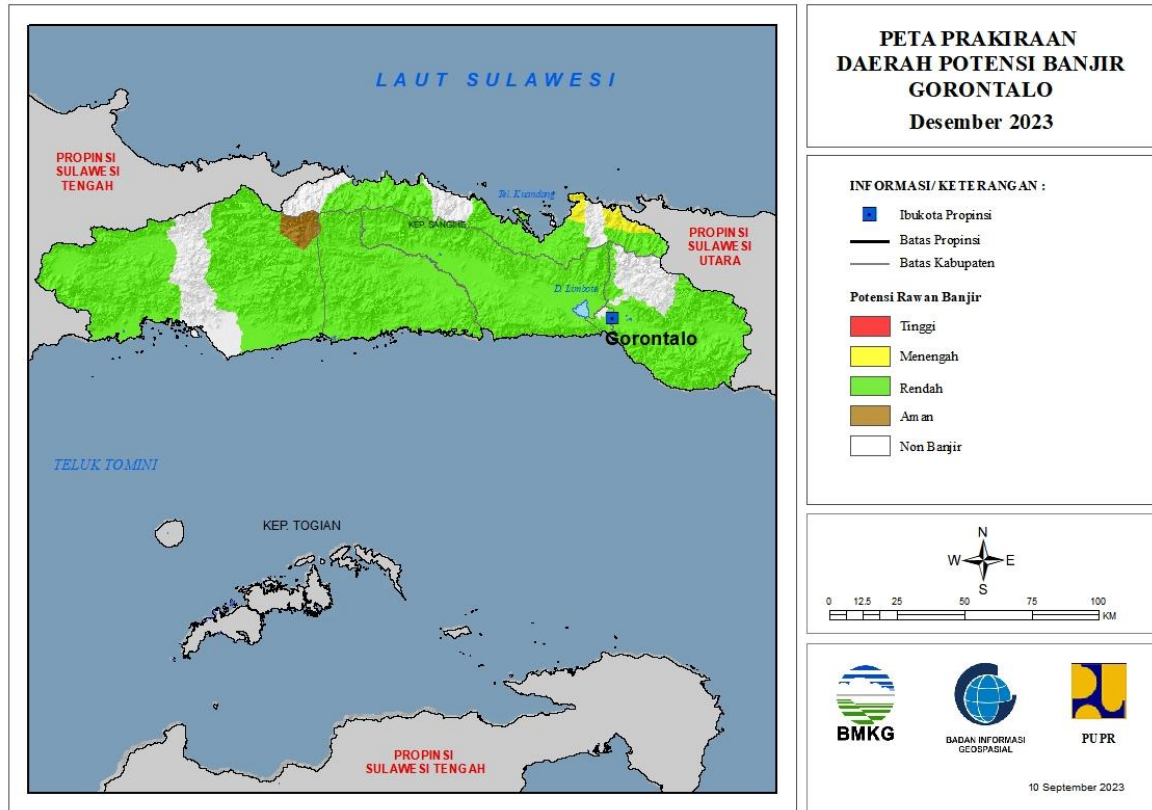 LAUT SULAWESI
PROPINSI
SULAWESI
TENGAH
Tel. Kuandang
KEP. SANGIHE
PROPINSI
SULAWESI
UTARA
D. Limboto
Gorontalo
TELUK TOMINI
KEP. TOGIAN
PROPINSI
SULAWESI TENGAH
PETA PRAKIRAAN
DAERAH POTENSI BANJIR
GORONTALO
Desember 2023
INFORMASI/ KETERANGAN :
Ibukota Propinsi
Batas Propinsi
Batas Kabupaten
Potensi Rawan Banjir
Tinggi
Menengah
Rendah
Aman
Non Banjir
N
W E
S
0 12.5 25 50 75 100
KM
BMKG
BADAN INFORMASI
GEOSPASIAL
PUPR
10 September 2023